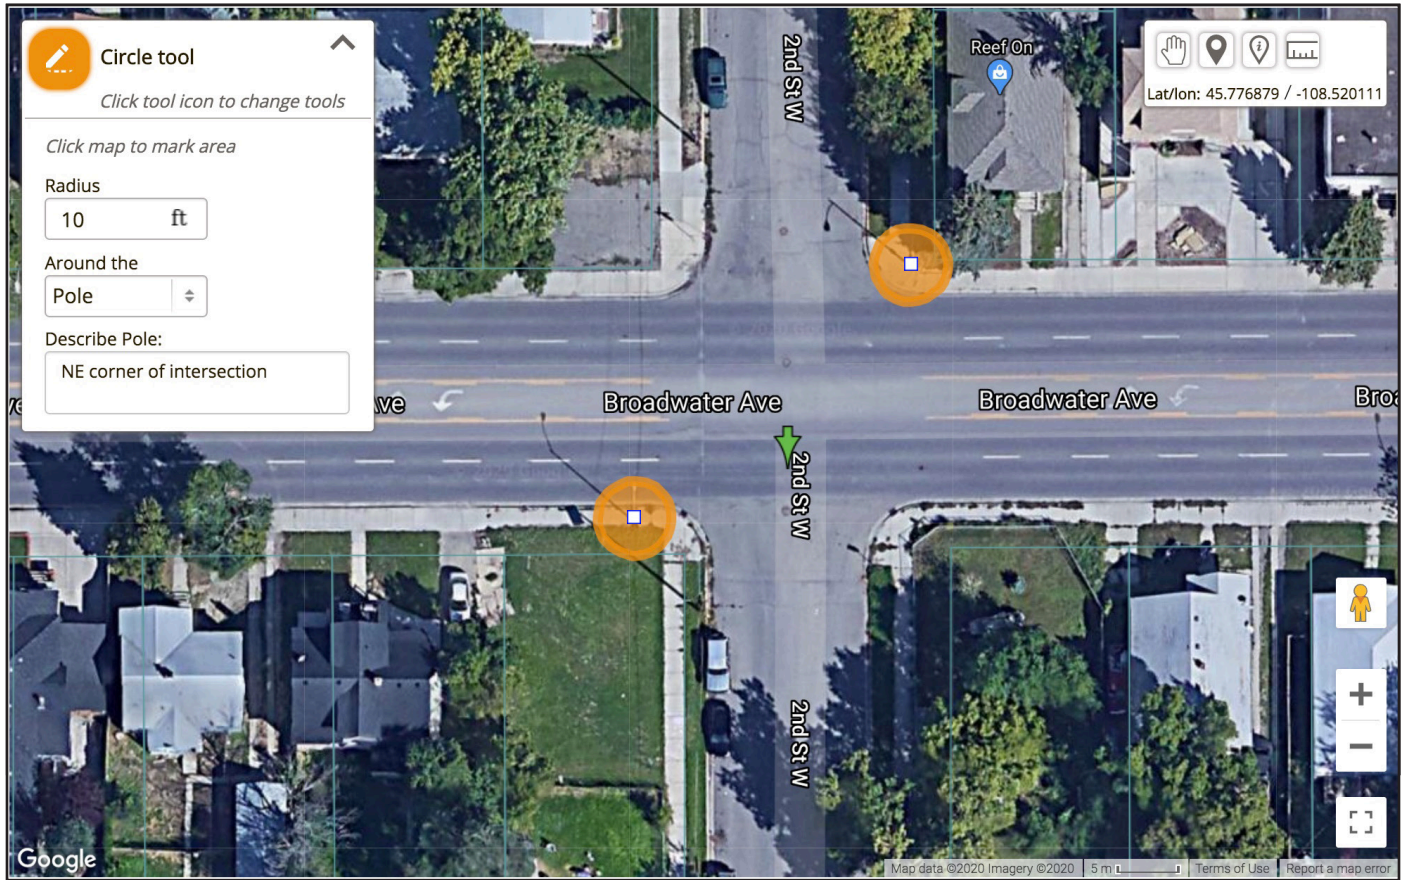 Circle tool
Click tool icon to change tools
Click map to mark area
Radius
10 ft
Around the
Pole
Describe Pole:
NE corner of intersection
2nd St W
Reef On
Lat/lon: 45.776879 / -108.520111
Ave
Broadwater Ave
Broadwater Ave
Bro
2nd St W
2nd St W
Google
Map data ©2020 Imagery ©2020
5 m
Terms of Use
Report a map error